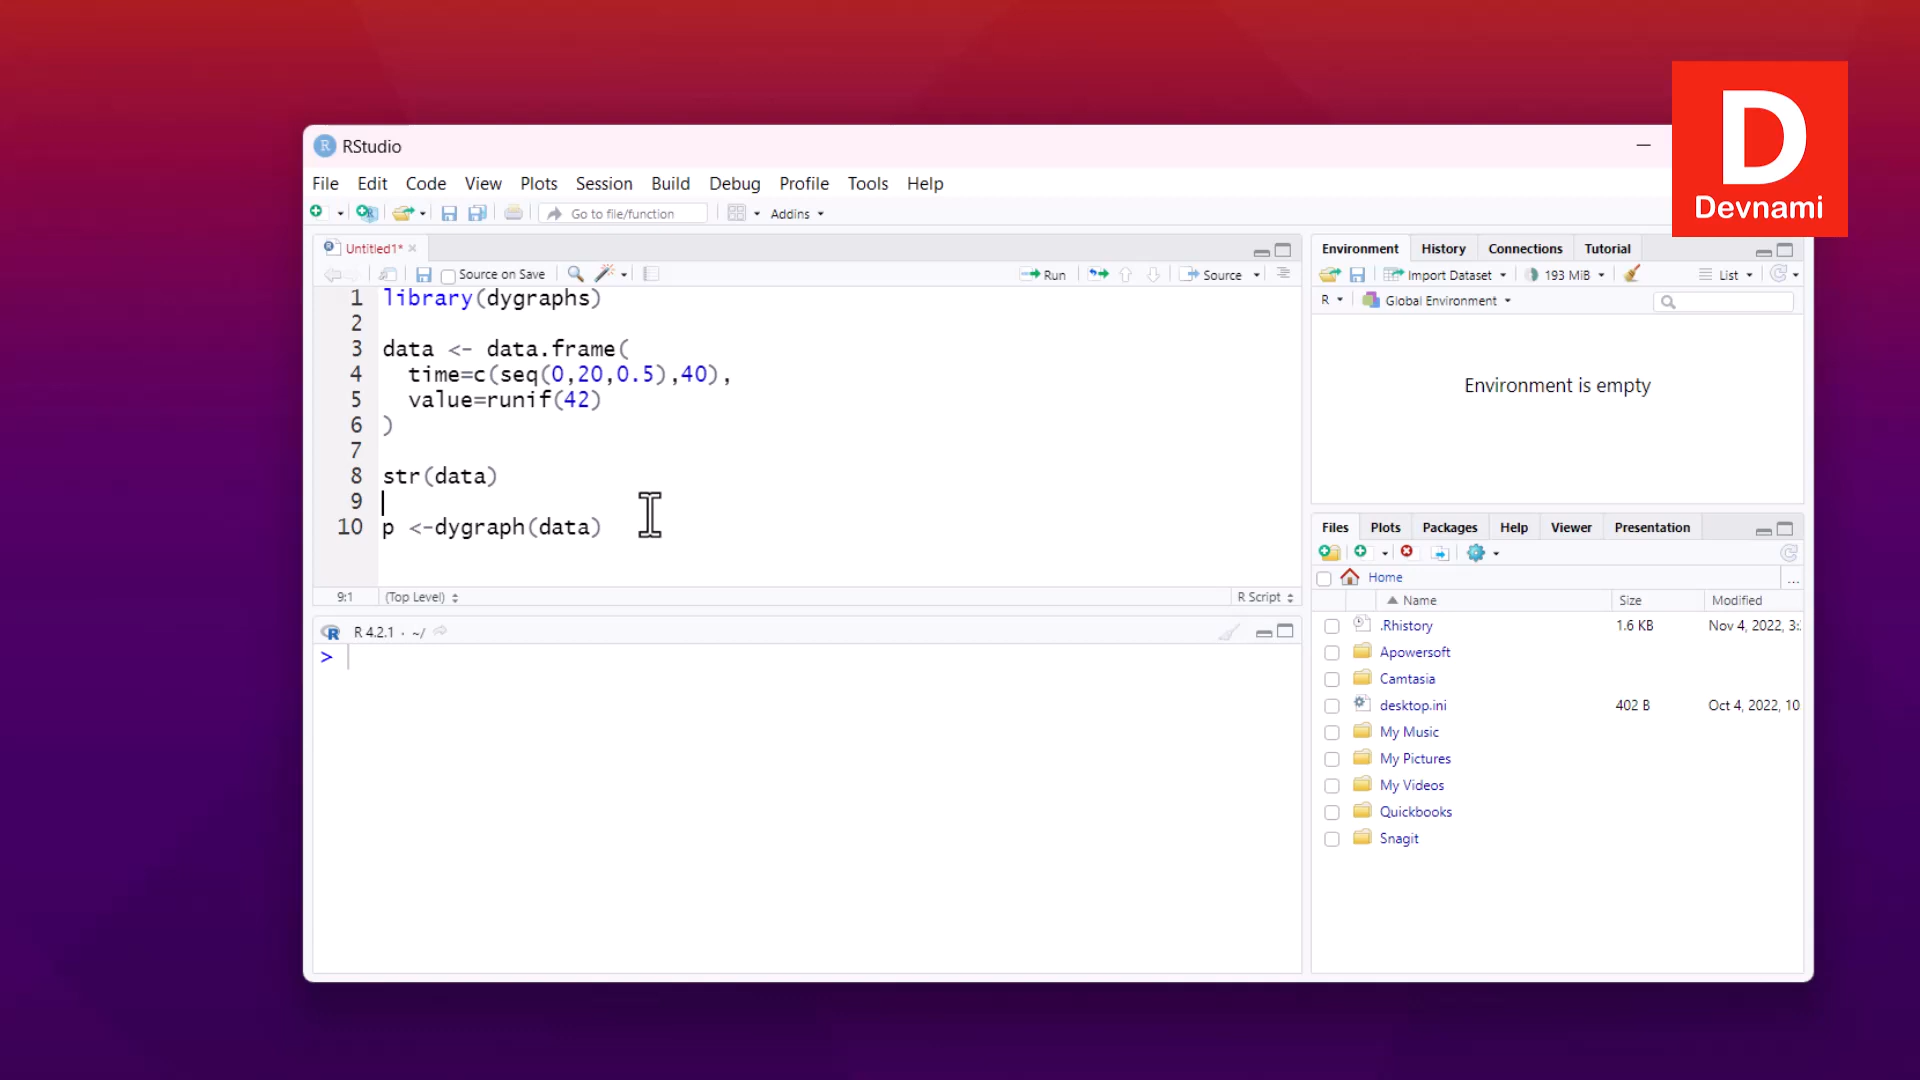 D
Devnami
RStudio
File Edit Code View Plots Session Build Debug Profile Tools Help
Go to file/function Addins
Untitled1*
Source on Save Run Source
1 library(dygraphs)
2
3 data <- data.frame(
4 time=c(seq(0,20,0.5),40),
5 value=runif(42)
6 )
7
8 str(data)
9
10 p <-dygraph(data)
9:1 (Top Level) R Script
R 4.2.1 · ~/
>
Environment History Connections Tutorial
Import Dataset 193 MiB List
R Global Environment
Environment is empty
Files Plots Packages Help Viewer Presentation
Home ...
Name Size Modified
.Rhistory 1.6 KB Nov 4, 2022, 3:
Apowersoft
Camtasia
desktop.ini 402 B Oct 4, 2022, 10
My Music
My Pictures
My Videos
Quickbooks
Snagit